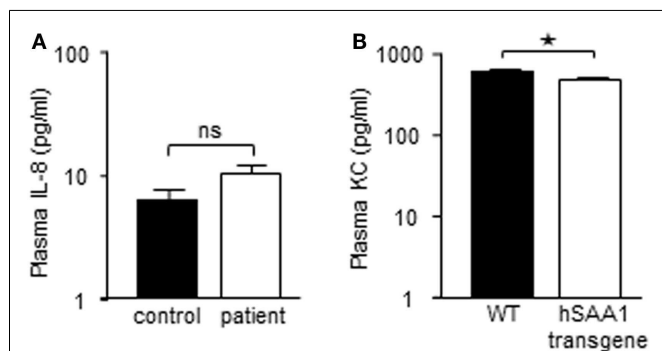 A
Plasma IL-8 (pg/ml)
100
10
1
ns
control patient
B
Plasma KC (pg/ml)
1000
100
10
1
★
WT hSAA1
transgene